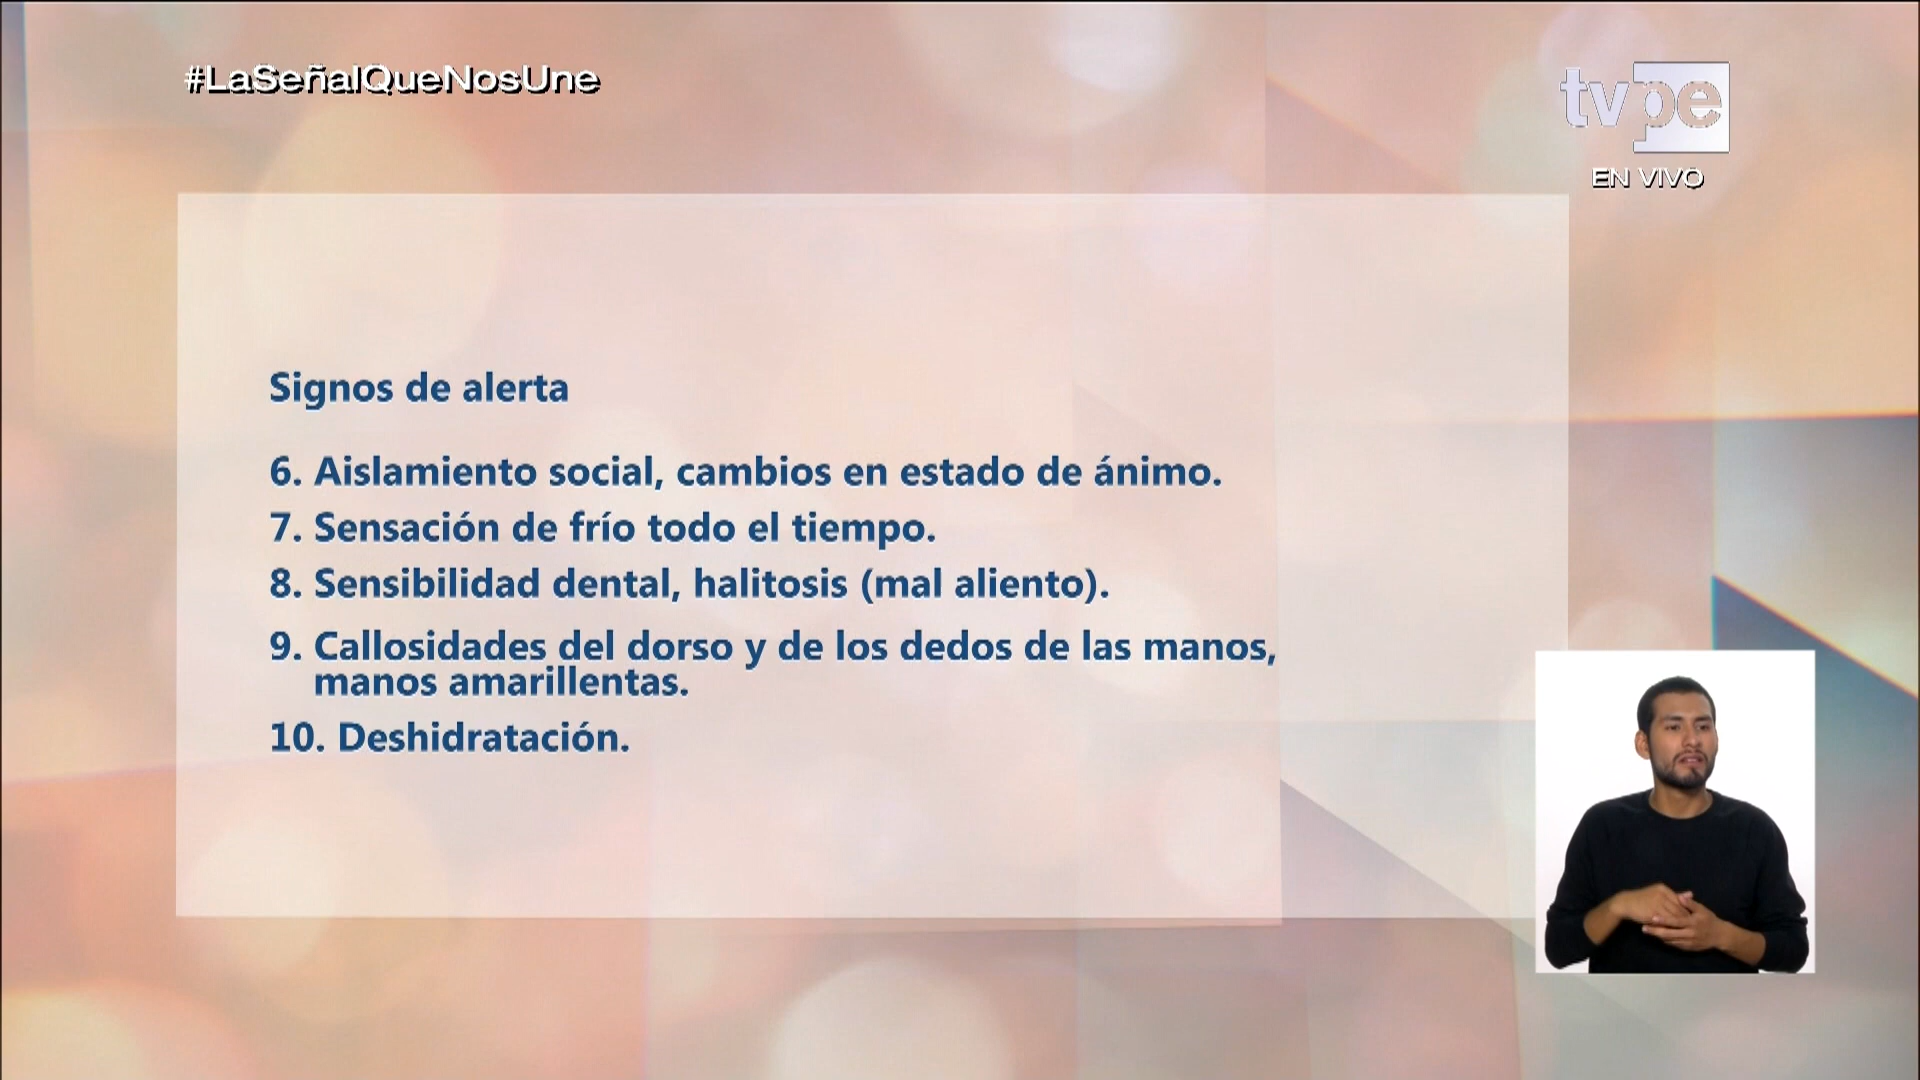 #LaSeñalQueNosUne
tvpe
EN VIVO
Signos de alerta
6. Aislamiento social, cambios en estado de ánimo.
7. Sensación de frío todo el tiempo.
8. Sensibilidad dental, halitosis (mal aliento).
9. Callosidades del dorso y de los dedos de las manos,
manos amarillentas.
10. Deshidratación.